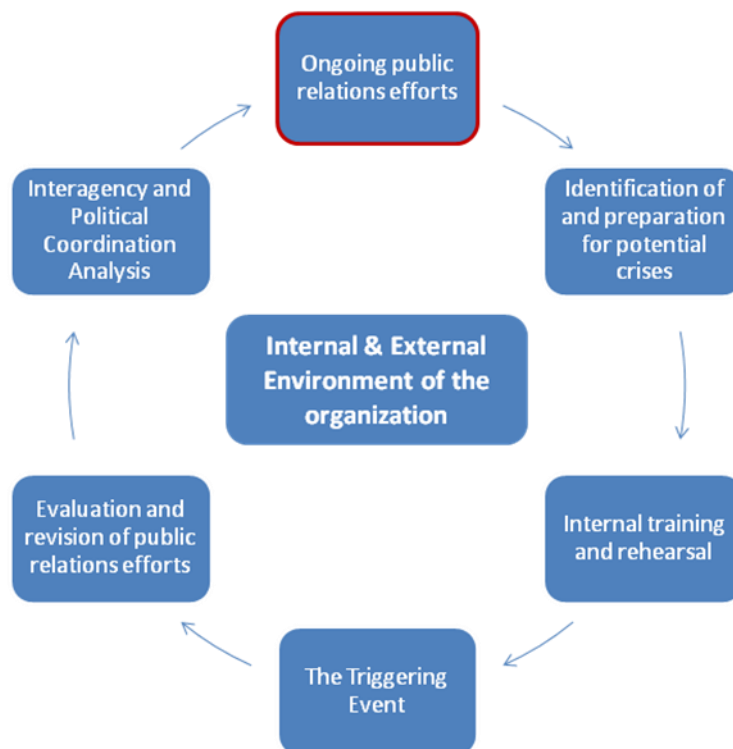 Ongoing public
relations efforts
Identification of
and preparation
for potential
crises
Internal training
and rehearsal
The Triggering
Event
Evaluation and
revision of public
relations efforts
Interagency and
Political
Coordination
Analysis
Internal & External
Environment of the
organization